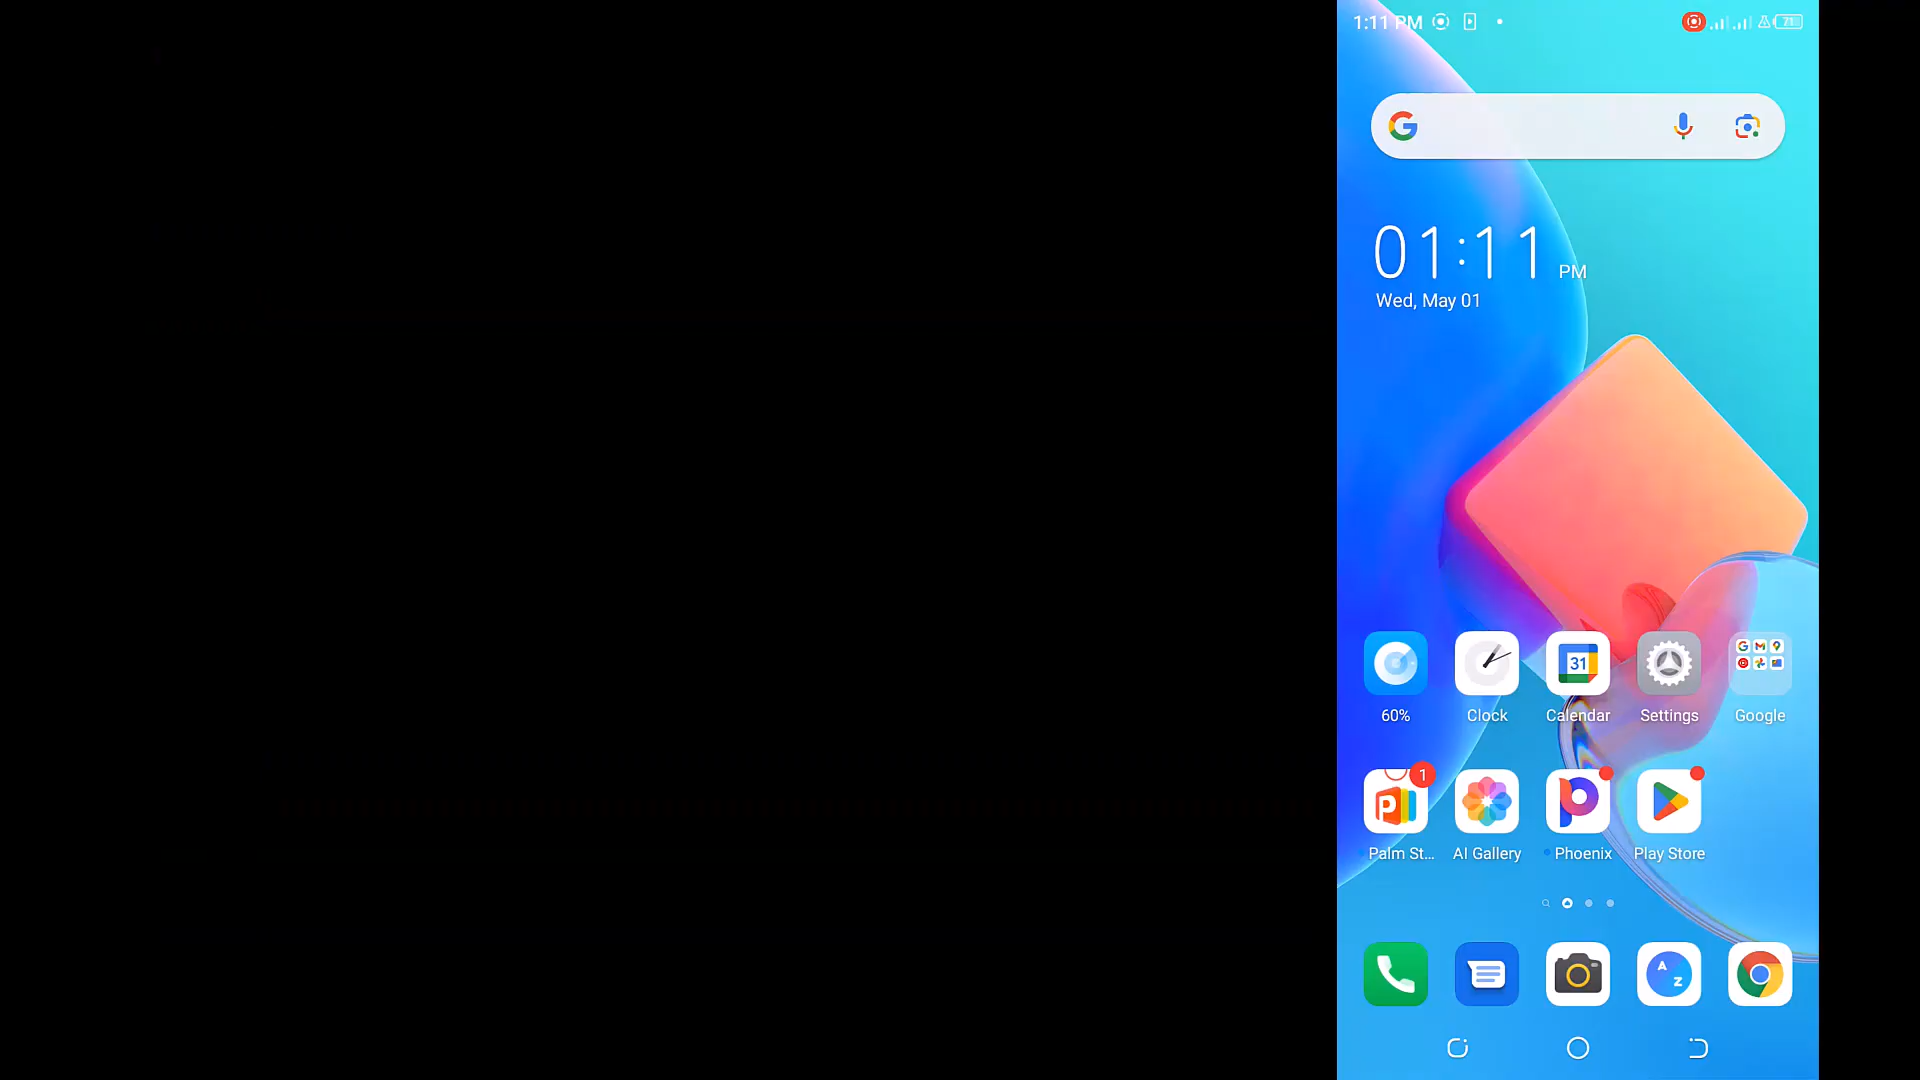 1:11 PM
71
01:11 PM
Wed, May 01
31
60%
Clock
Calendar
Settings
Google
1
Palm St...
AI Gallery
Phoenix
Play Store
A
Z